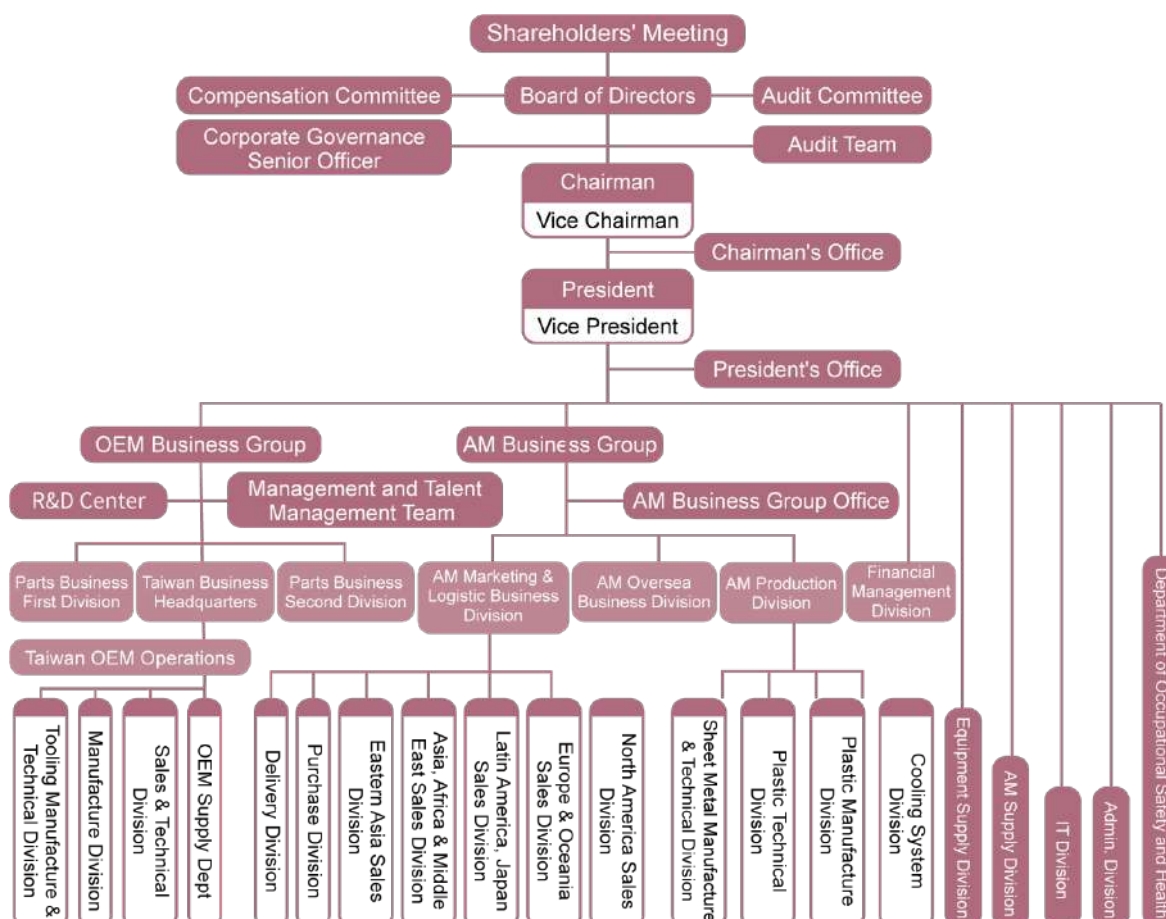 Shareholders' Meeting
Compensation Committee
Board of Directors
Audit Committee
Corporate Governance
Senior Officer
Audit Team
Chairman
Vice Chairman
Chairman's Office
President
Vice President
President's Office
OEM Business Group
AM Business Group
R&D Center
Management and Talent
Management Team
AM Business Group Office
Parts Business
First Division
Taiwan Business
Headquarters
Parts Business
Second Division
AM Marketing &
Logistic Business
Division
AM Oversea
Business Division
AM Production
Division
Financial
Management
Division
Taiwan OEM Operations
Tooling Manufacture &
Technical Division
Manufacture Division
Sales & Technical
Division
OEM Supply Dept
Delivery Division
Purchase Division
Eastern Asia Sales
Division
Asia, Africa & Middle
East Sales Division
Latin America, Japan
Sales Division
Europe & Oceania
Sales Division
North America Sales
Division
Sheet Metal Manufacture
& Technical Division
Plastic Technical
Division
Plastic Manufacture
Division
Cooling System
Division
Equipment Supply Division
AM Supply Division
IT Division
Admin. Division
Department of Occupational Safety and Health